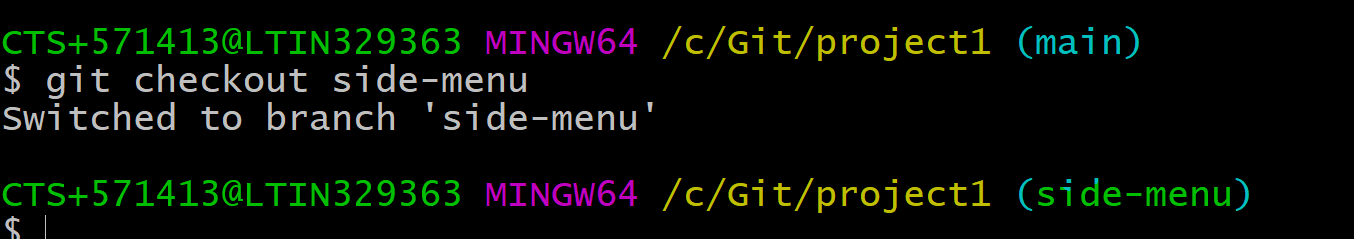 CTS+571413@LTIN329363 MINGW64 /c/Git/project1 (main)
$ git checkout side-menu
Switched to branch 'side-menu'
CTS+571413@LTIN329363 MINGW64 /c/Git/project1 (side-menu)
$